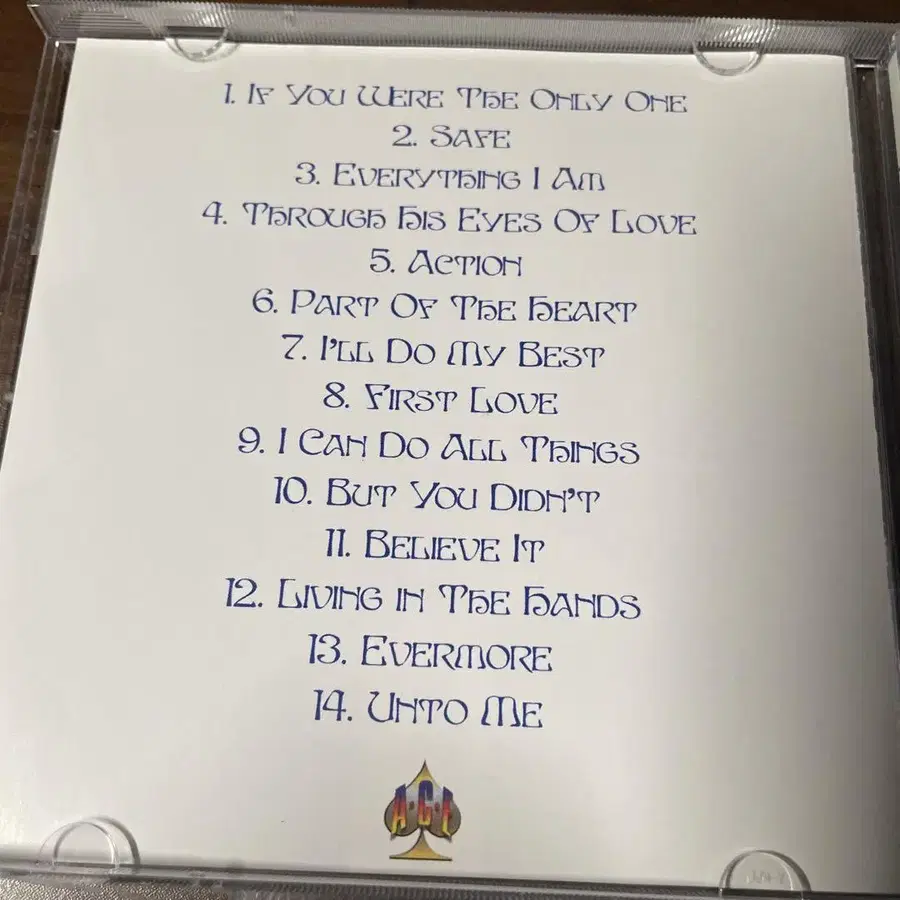 1. If You Were The Only One
2. Safe
3. Everything I Am
4. Through His Eyes Of Love
5. Action
6. Part Of The Heart
7. I'll Do My Best
8. First Love
9. I Can Do All Things
10. But You Didn't
11. Believe It
12. Living in The Hands
13. Evermore
14. Unto Me